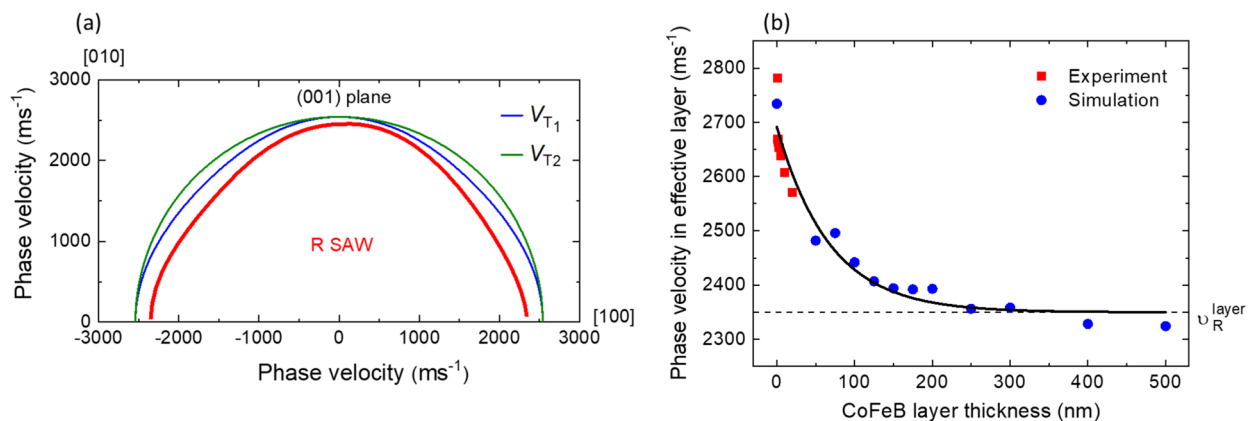 (a)
[010]
3000
2000
1000
0
Phase velocity (ms⁻¹)
(001) plane
V_T₁
V_T2
R SAW
-3000 -2000 -1000 0 1000 2000 3000
[100]
Phase velocity (ms⁻¹)
(b)
Phase velocity in effective layer (ms⁻¹)
2800
2700
2600
2500
2400
2300
Experiment
Simulation
υ_R^layer
0 100 200 300 400 500
CoFeB layer thickness (nm)